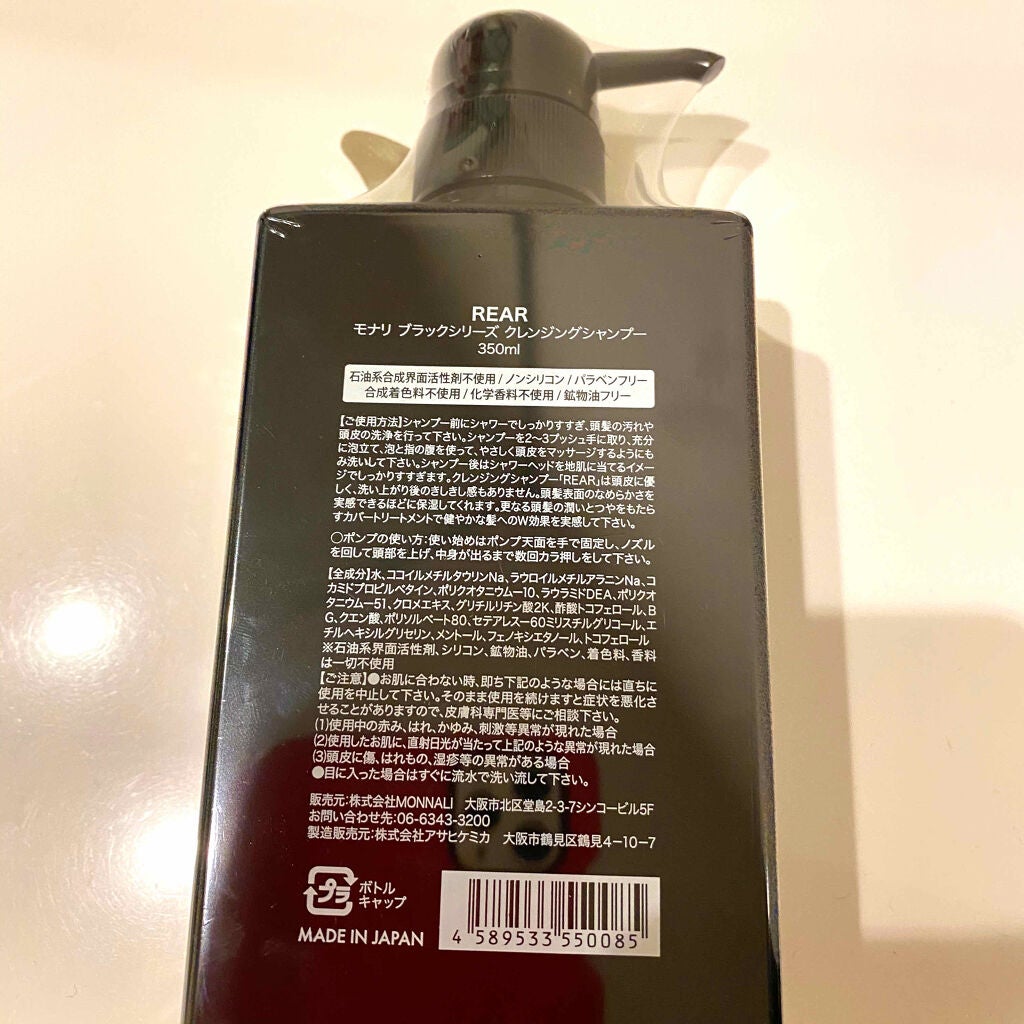 REAR
モナリ ブラックシリーズ クレンジングシャンプー
350ml
石油系合成界面活性剤不使用/ノンシリコン/パラベンフリー
合成着色料不使用/化学香料不使用/鉱物油フリー
【ご使用方法】シャンプー前にシャワーでしっかりすすぎ、頭髪の汚れや
頭皮の洗浄を行って下さい。シャンプーを2〜3プッシュ手に取り、充分
に泡立て、泡と指の腹を使って、やさしく頭皮をマッサージするようにも
み洗いして下さい。シャンプー後はシャワーヘッドを地肌に当てるイメー
ジでしっかりすすぎます。クレンジングシャンプー「REAR」は頭皮に優
しく、洗い上がり後のきしきし感もありません。頭髪表面のなめらかさを
実感できるほどに保湿してくれます。更なる頭髪の潤いとつやをもたら
すカバートリートメントで健やかな髪へのW効果を実感して下さい。
○ポンプの使い方:使い始めはポンプ天面を手で固定し、ノズル
を回して頭部を上げ、中身が出るまで数回カラ押しをして下さい。
【全成分】水、ココイルメチルタウリンNa、ラウロイルメチルアラニンNa、コ
カミドプロピルベタイン、ポリクオタニウムー10、ラウラミドDEA、ポリクオ
タニウムー51、クロメエキス、グリチルリチン酸2K、酢酸トコフェロール、B
G、クエン酸、ポリソルベート80、セテアレスー60ミリスチルグリコール、エ
チルヘキシルグリセリン、メントール、フェノキシエタノール、トコフェロール
※石油系界面活性剤、シリコン、鉱物油、パラベン、着色料、香料
は一切不使用
【ご注意】●お肌に合わない時、即ち下記のような場合には直ちに
使用を中止して下さい。そのまま使用を続けますと症状を悪化さ
せることがありますので、皮膚科専門医等にご相談下さい。
(1)使用中の赤み、はれ、かゆみ、刺激等異常が現れた場合
(2)使用したお肌に、直射日光が当たって上記のような異常が現れた場合
(3)頭皮に傷、はれもの、湿疹等の異常がある場合
●目に入った場合はすぐに流水で洗い流して下さい。
販売元:株式会社MONNALI 大阪市北区堂島2-3-7シンコービル5F
お問い合わせ先:06-6343-3200
製造販売元:株式会社アサヒケミカ 大阪市鶴見区鶴見4-10-7
プラ
ボトル
キャップ
MADE IN JAPAN
4 589533 550085